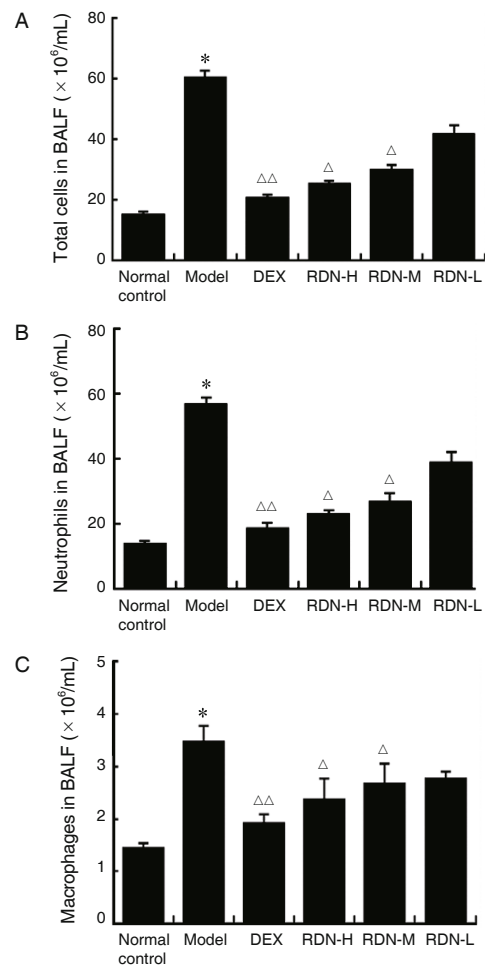 A
Total cells in BALF ( × 10⁶/mL)
80
60
40
20
0
*
△△
△
△
Normal control
Model
DEX
RDN-H
RDN-M
RDN-L
B
Neutrophils in BALF ( × 10⁶/mL)
80
60
40
20
0
*
△△
△
△
Normal control
Model
DEX
RDN-H
RDN-M
RDN-L
C
Macrophages in BALF ( × 10⁶/mL)
5
4
3
2
1
0
*
△△
△
△
Normal control
Model
DEX
RDN-H
RDN-M
RDN-L